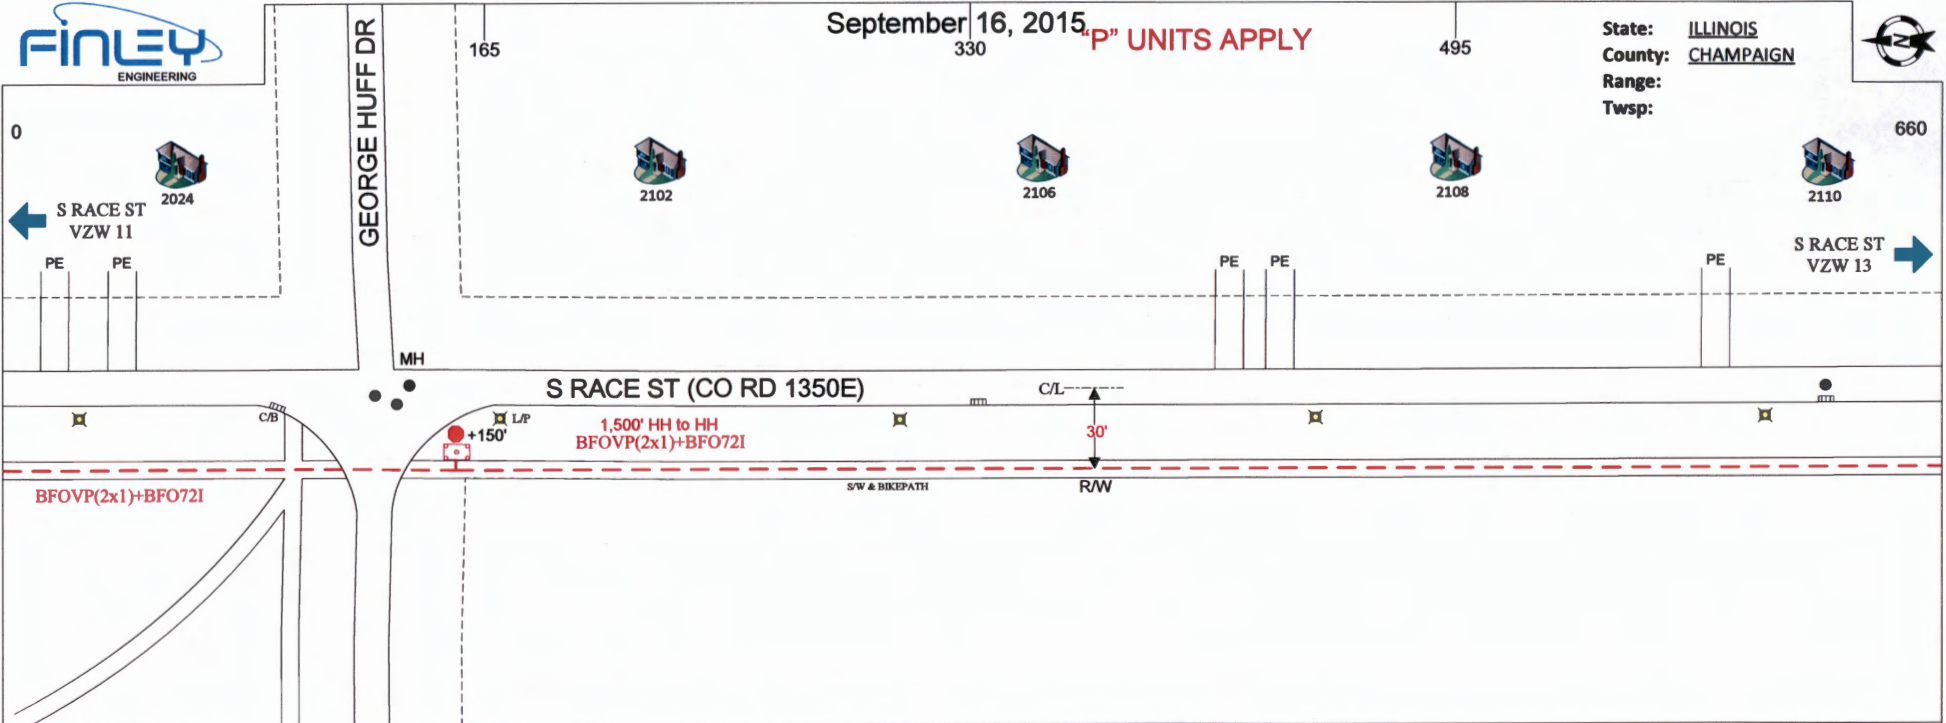 FiNLEY
ENGINEERING
September 16, 2015
"P" UNITS APPLY
State: ILLINOIS
County: CHAMPAIGN
Range:
Twsp:
N
165
330
495
0
660
GEORGE HUFF DR
2024
2102
2106
2108
2110
S RACE ST
VZW 11
S RACE ST
VZW 13
PE
PE
PE
PE
PE
MH
S RACE ST (CO RD 1350E)
C/L
C/B
L/P
+150'
1,500' HH to HH
BFOVP(2x1)+BFO72I
30'
BFOVP(2x1)+BFO72I
S/W & BIKEPATH
R/W